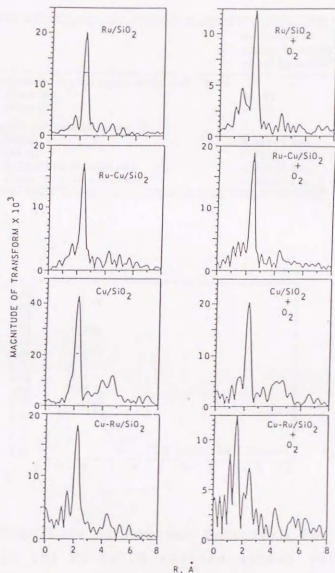 Ru/SiO₂
20
10
0
Ru/SiO₂
+
O₂
10
5
0
Ru-Cu/SiO₂
20
10
0
Ru-Cu/SiO₂
+
O₂
20
10
0
MAGNITUDE OF TRANSFORM X 10³
Cu/SiO₂
40
20
0
Cu/SiO₂
+
O₂
20
10
0
Cu-Ru/SiO₂
20
10
0
0 2 4 6 8
Cu-Ru/SiO₂
+
O₂
10
5
0
0 2 4 6 8
R, Å